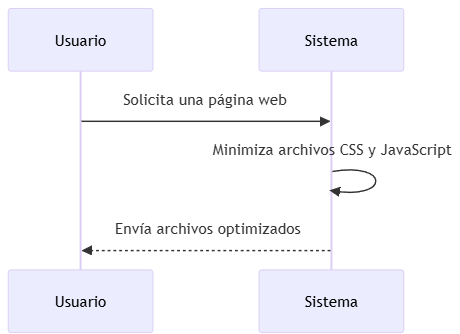 Usuario
Sistema
Solicita una página web
Minimiza archivos CSS y JavaScript
Envía archivos optimizados
Usuario
Sistema